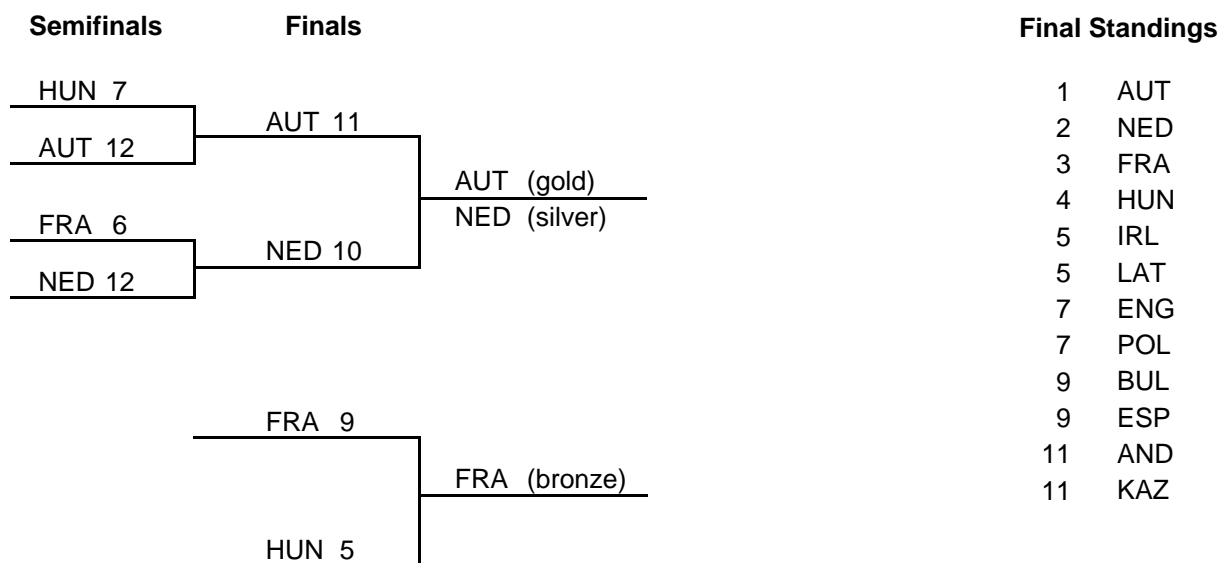 Semifinals Finals
HUN 7
AUT 12
FRA 6
NED 12
AUT 11
NED 10
AUT (gold)
NED (silver)
FRA 9
HUN 5
FRA (bronze)
Final Standings
1 AUT
2 NED
3 FRA
4 HUN
5 IRL
5 LAT
7 ENG
7 POL
9 BUL
9 ESP
11 AND
11 KAZ